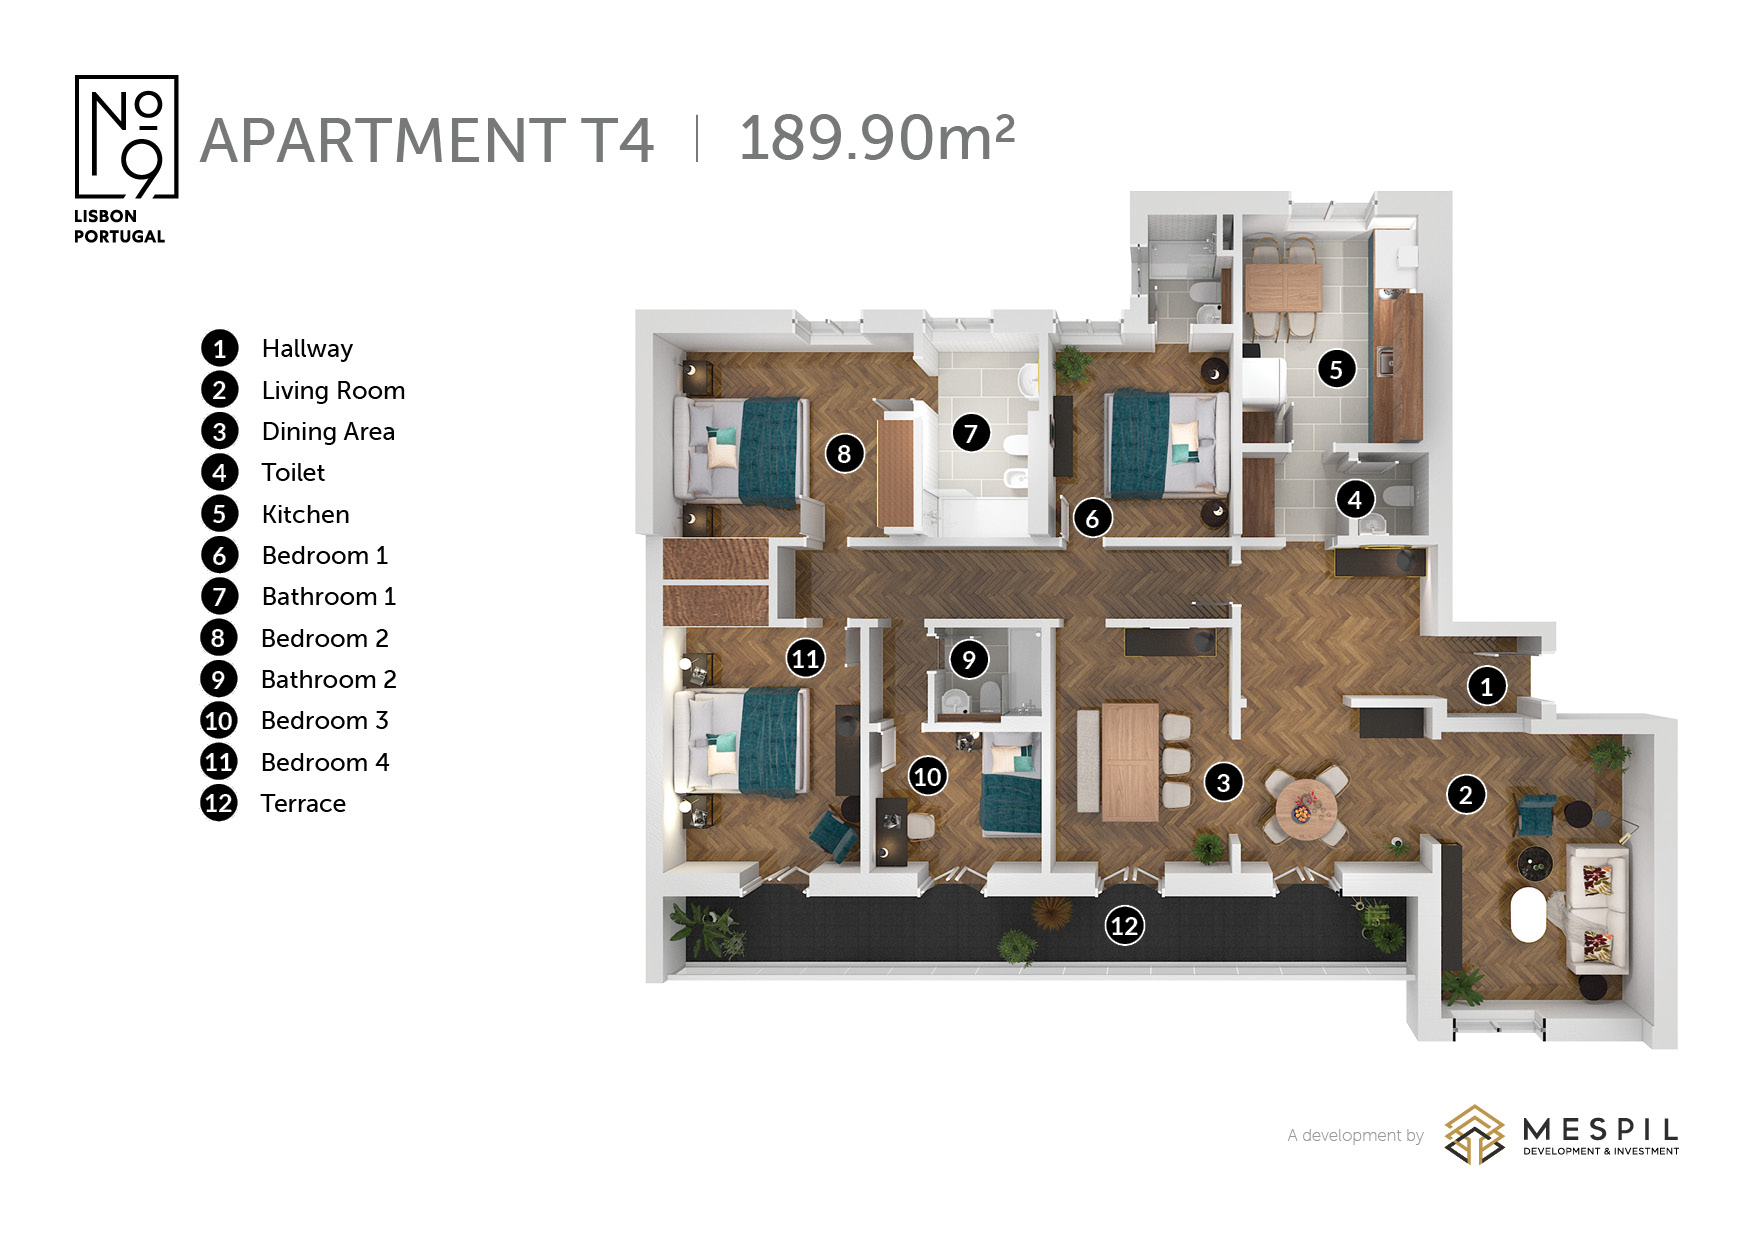 Nº 9
LISBON
PORTUGAL
APARTMENT T4 | 189.90m²
1 Hallway
2 Living Room
3 Dining Area
4 Toilet
5 Kitchen
6 Bedroom 1
7 Bathroom 1
8 Bedroom 2
9 Bathroom 2
10 Bedroom 3
11 Bedroom 4
12 Terrace
5
7
8
4
6
11
9
1
10
3
2
12
A development by
MESPIL
DEVELOPMENT & INVESTMENT